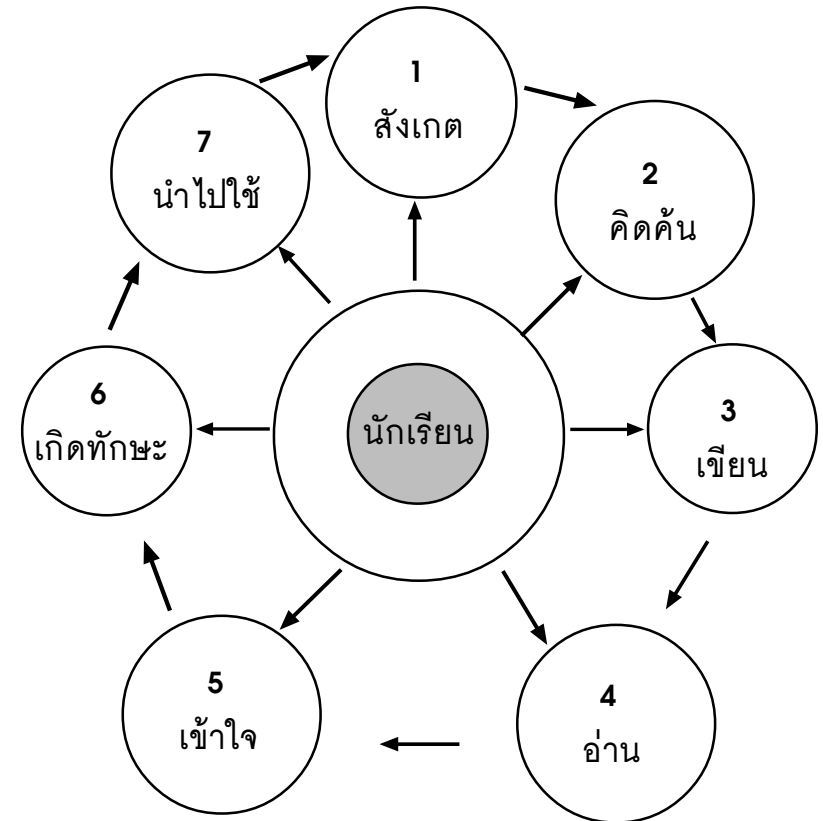 1
สังเกต
2
คิดค้น
3
เขียน
4
อ่าน
5
เข้าใจ
6
เกิดทักษะ
7
นำไปใช้
นักเรียน